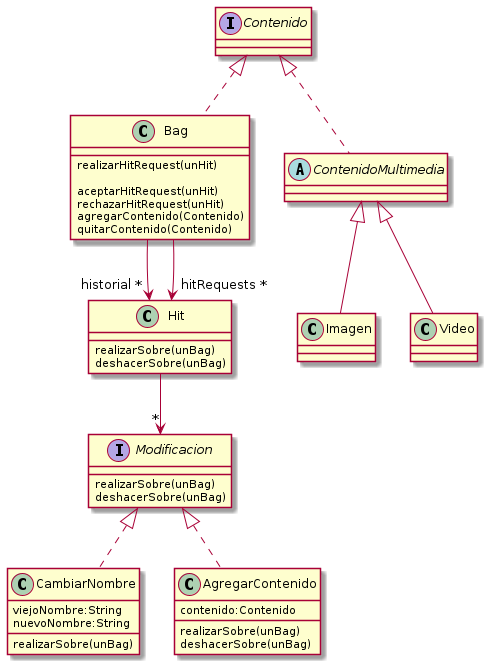 I Contenido
C Bag
realizarHitRequest(unHit)
aceptarHitRequest(unHit)
rechazarHitRequest(unHit)
agregarContenido(Contenido)
quitarContenido(Contenido)
A ContenidoMultimedia
historial *
hitRequests *
C Hit
realizarSobre(unBag)
deshacerSobre(unBag)
C Imagen
C Video
*
I Modificacion
realizarSobre(unBag)
deshacerSobre(unBag)
C CambiarNombre
viejoNombre:String
nuevoNombre:String
realizarSobre(unBag)
C AgregarContenido
contenido:Contenido
realizarSobre(unBag)
deshacerSobre(unBag)